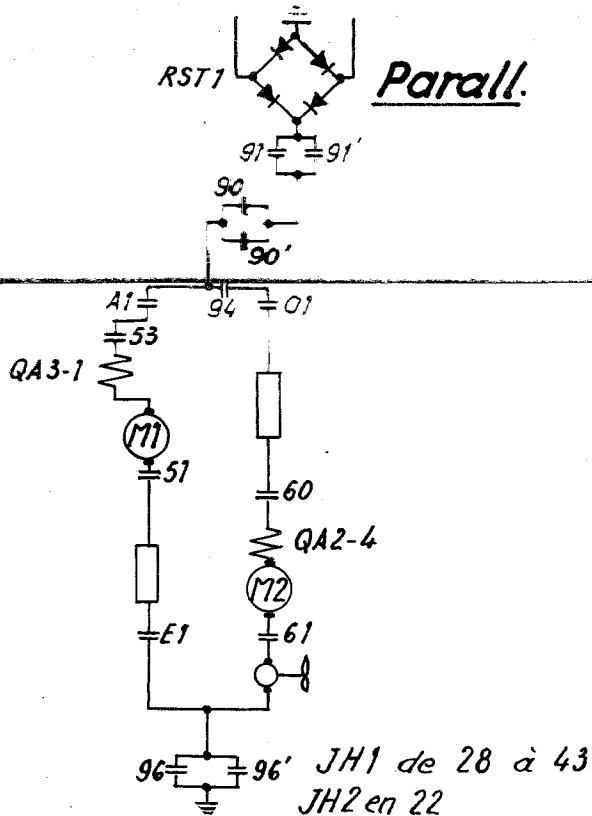 RST1
Parall.
91
91'
90
90'
A1
94
01
53
QA3-1
M1
51
60
QA2-4
M2
E1
61
96
96'
JH1 de 28 à 43
JH2 en 22